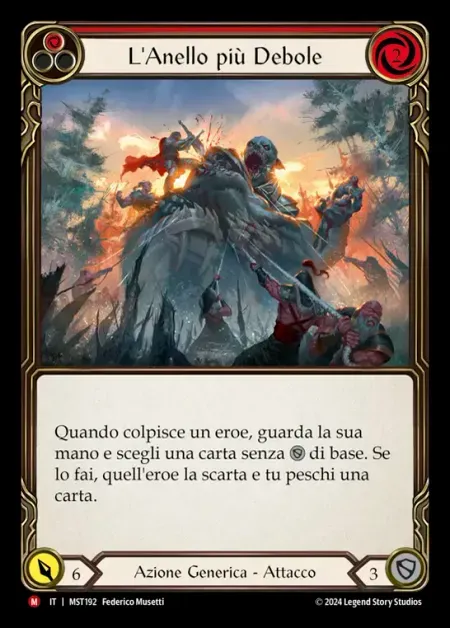 L'Anello più Debole
2
Quando colpisce un eroe, guarda la sua
mano e scegli una carta senza di base. Se
lo fai, quell'eroe la scarta e tu peschi una
carta.
6
Azione Generica - Attacco
3
M IT | MST192 Federico Musetti
© 2024 Legend Story Studios